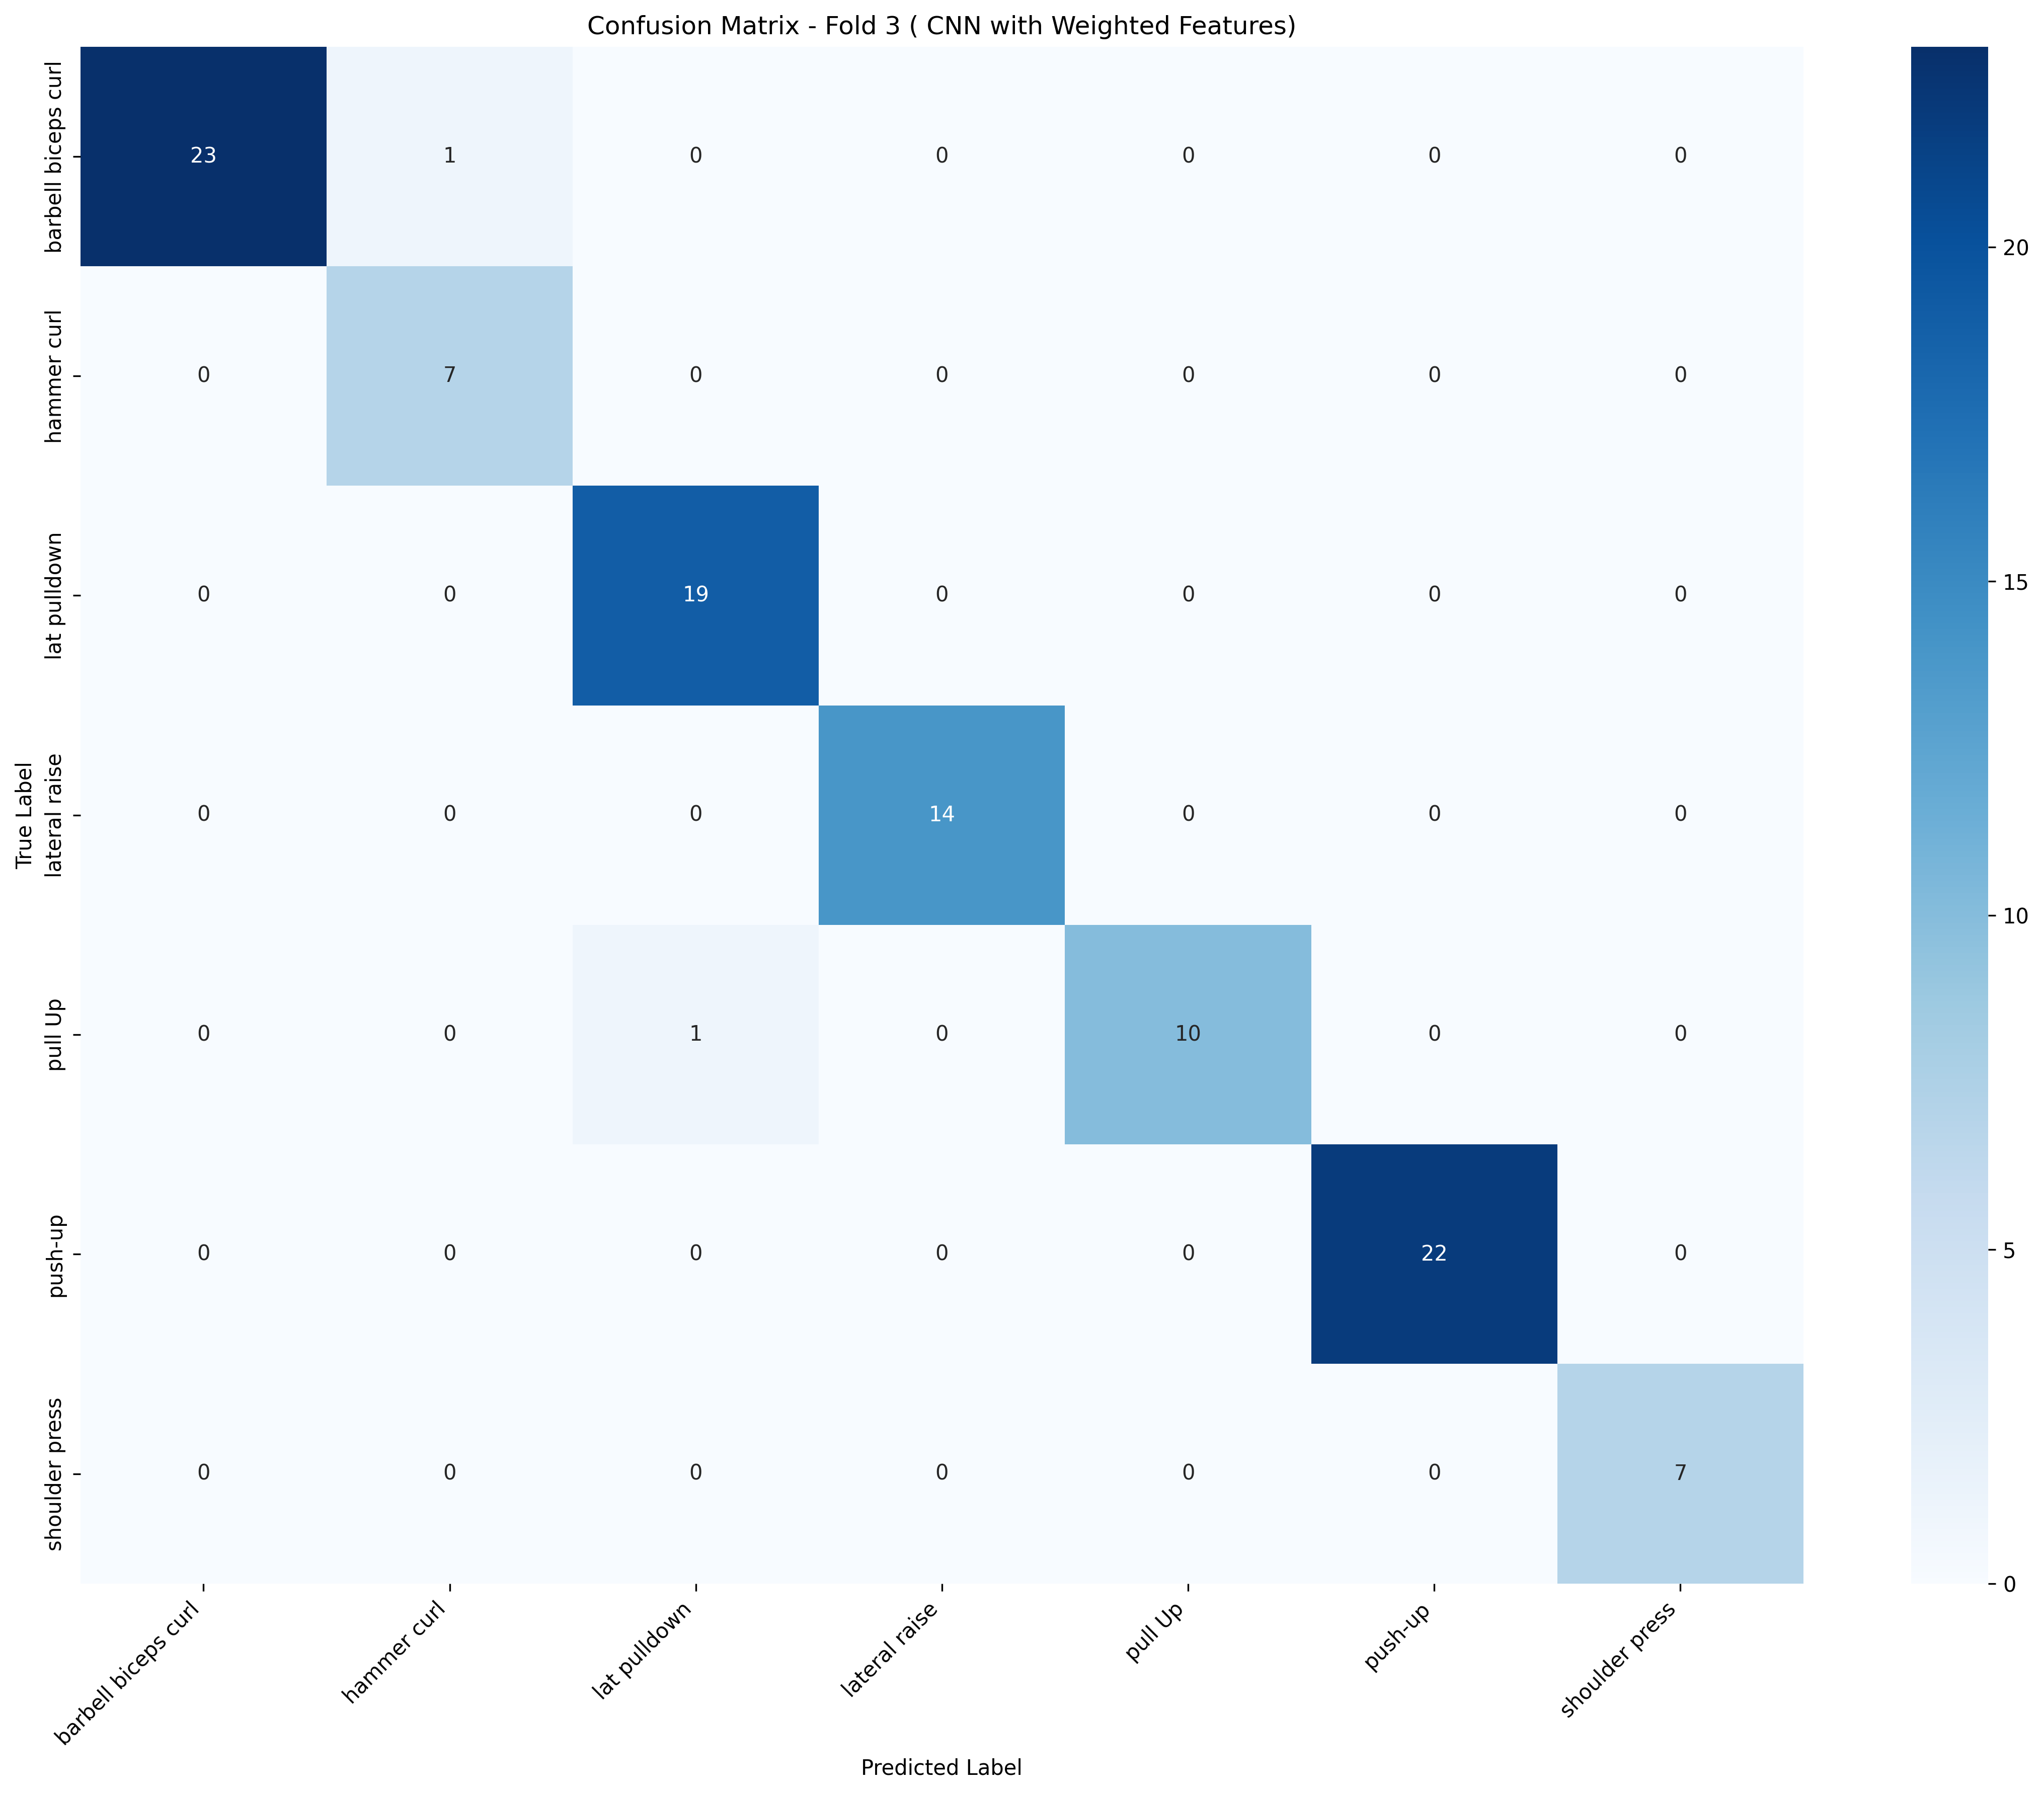 Confusion Matrix - Fold 3 ( CNN with Weighted Features)
True Label
barbell biceps curl
23 1 0 0 0 0 0
hammer curl
0 7 0 0 0 0 0
lat pulldown
0 0 19 0 0 0 0
lateral raise
0 0 0 14 0 0 0
pull Up
0 0 1 0 10 0 0
push-up
0 0 0 0 0 22 0
shoulder press
0 0 0 0 0 0 7
barbell biceps curl
hammer curl
lat pulldown
lateral raise
pull Up
push-up
shoulder press
Predicted Label
20
15
10
5
0